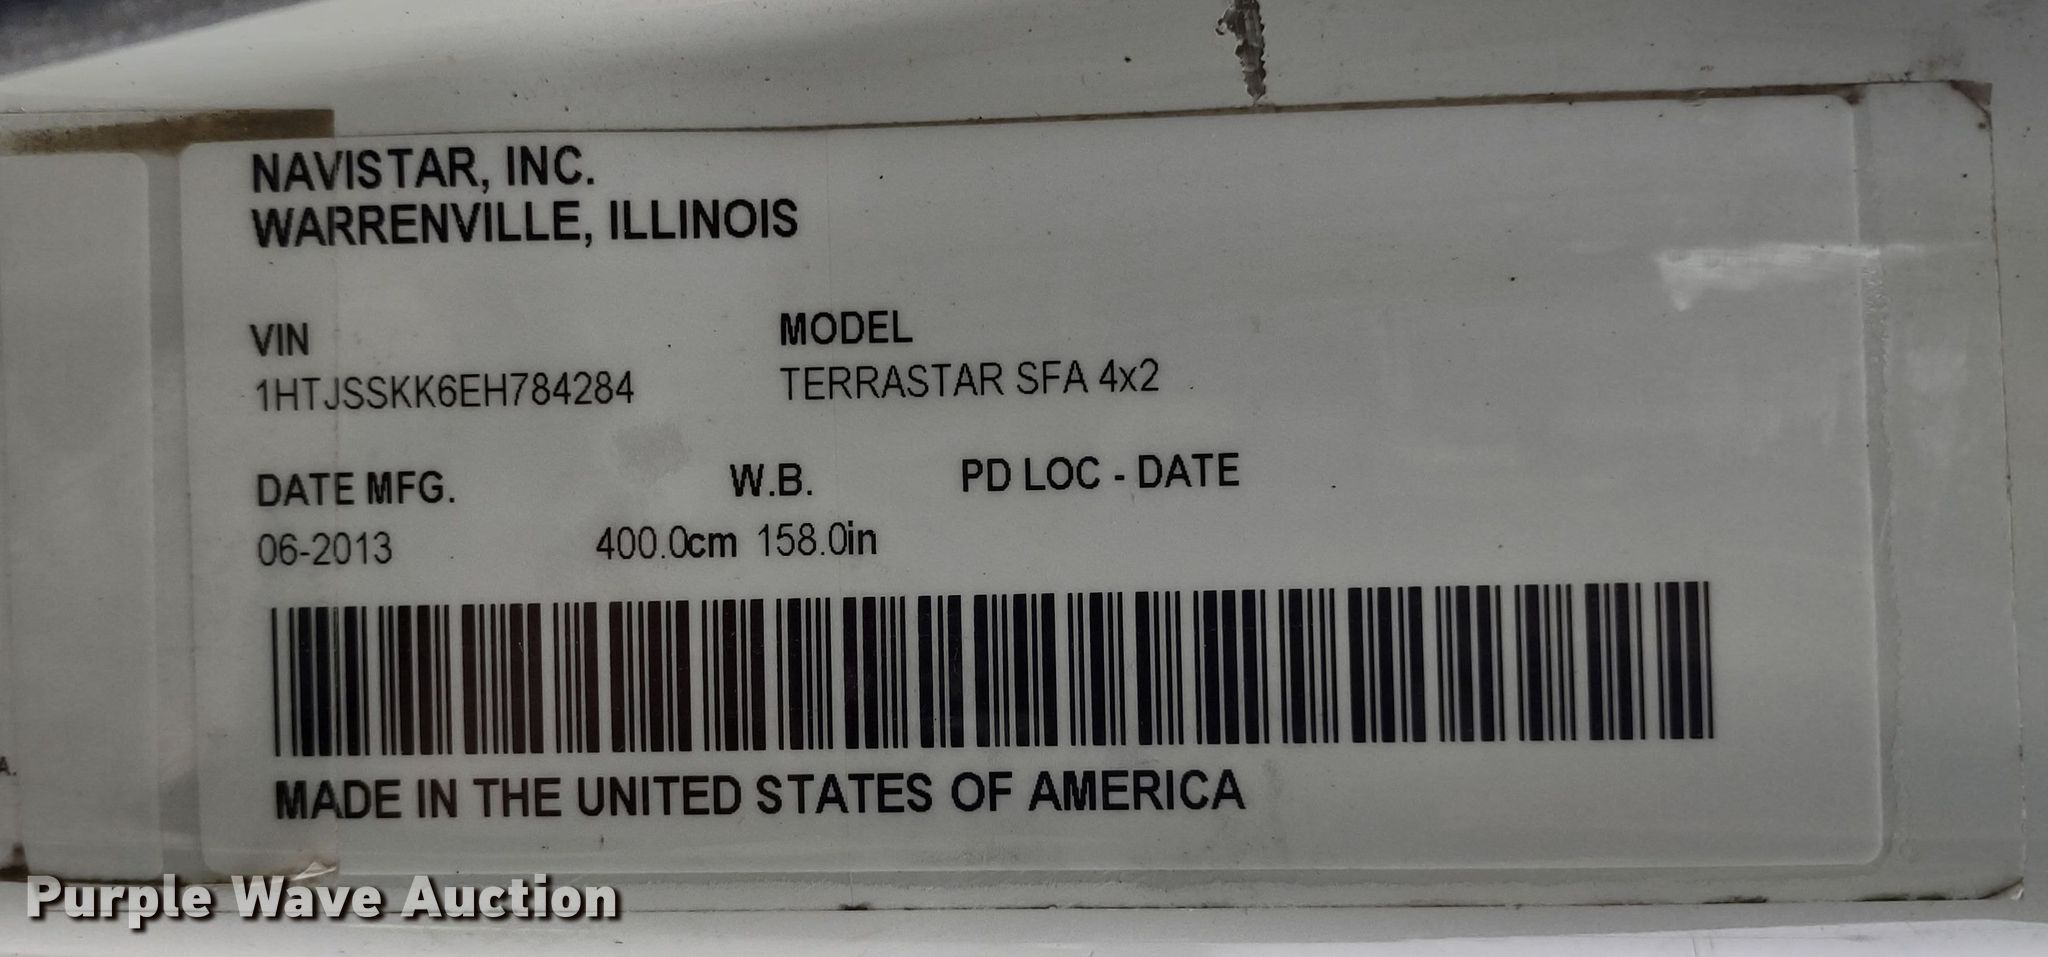 NAVISTAR, INC.
WARRENVILLE, ILLINOIS
VIN MODEL
1HTJSSKK6EH784284 TERRASTAR SFA 4x2
DATE MFG. W.B. PD LOC - DATE
06-2013 400.0cm 158.0in
A.
MADE IN THE UNITED STATES OF AMERICA
Purple Wave Auction